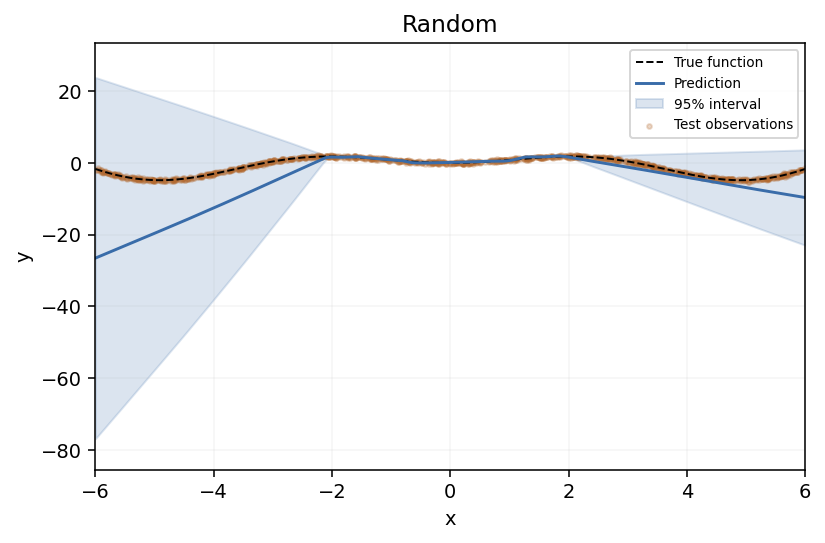 Random
True function
Prediction
95% interval
Test observations
20
0
−20
−40
−60
−80
y
−6
−4
−2
0
2
4
6
x